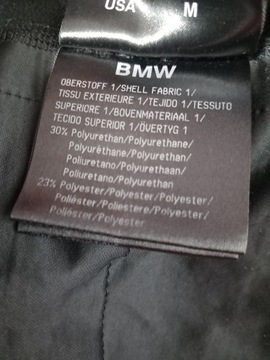 USA M
BMW
OBERSTOFF 1/SHELL FABRIC 1/
TISSU EXTERIEURE 1/TEJIDO 1/TESSUTO
SUPERIORE 1/BOVENMATERIAAL 1/
TECIDO SUPERIOR 1/ÖVERTYG 1
30% Polyurethan/Polyurethane/
Polyuréthane/Polyurethan/
Poliuretano/Polyurethaan/
Poliuretano/Polyurethan
23% Polyester/Polyester/Polyester/
Poliéster/Poliestere/Polyester/
Poliéster/Polyester